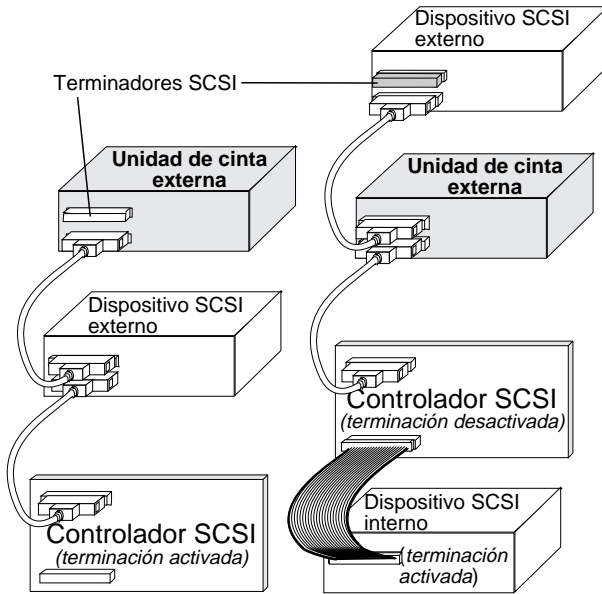 Dispositivo SCSI
externo
Terminadores SCSI
Unidad de cinta
externa
Unidad de cinta
externa
Dispositivo SCSI
externo
Controlador SCSI
(terminación desactivada)
Controlador SCSI
(terminación activada)
Dispositivo SCSI
interno
(terminación
activada)